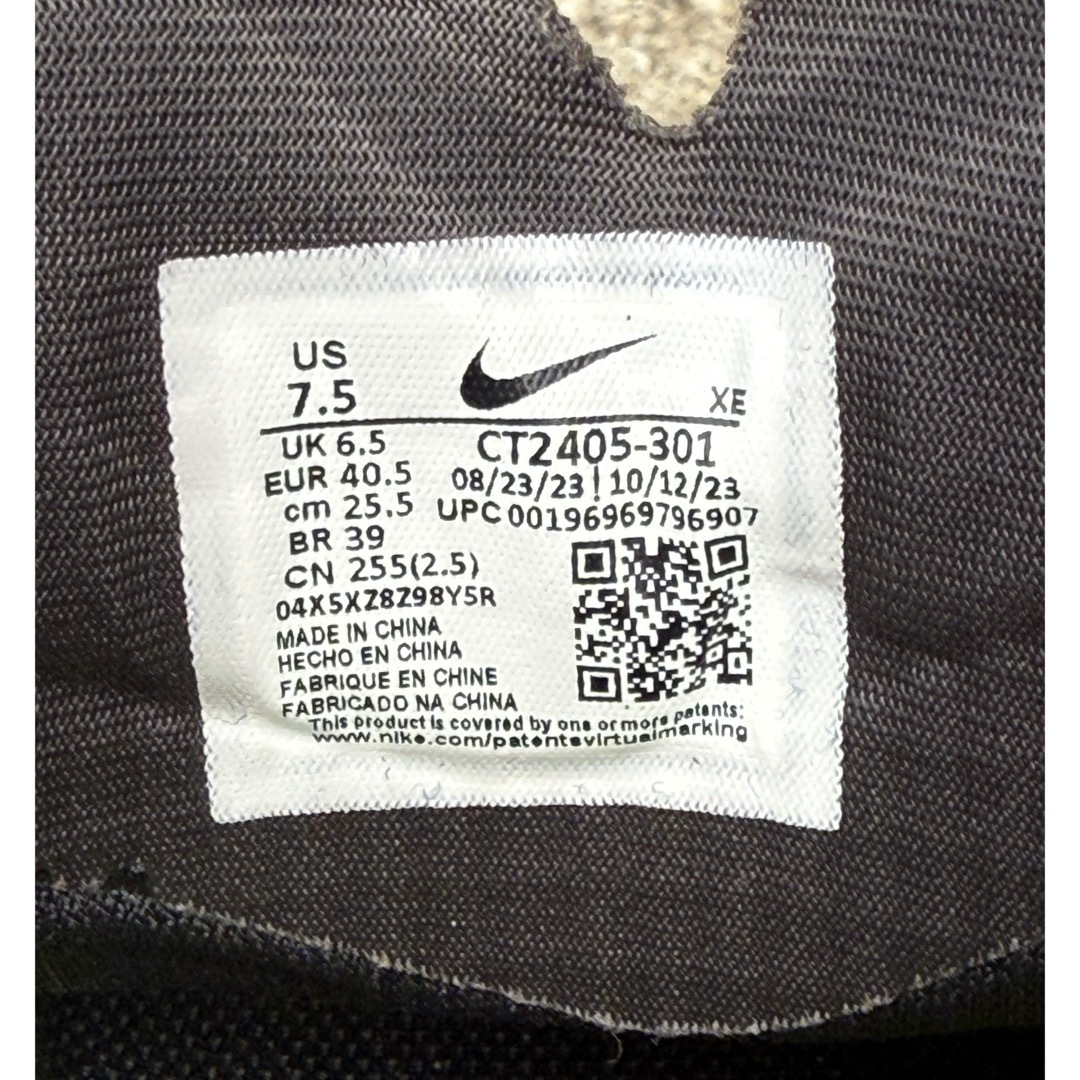 US
7.5
XE
UK 6.5
CT2405-301
EUR 40.5
08/23/23 | 10/12/23
cm 25.5
UPC 00196969796907
BR 39
CN 255(2.5)
04X5XZ8Z98Y5R
MADE IN CHINA
HECHO EN CHINA
FABRIQUE EN CHINE
FABRICADO NA CHINA
This product is covered by one or more patents:
www.nike.com/patentsvirtualmarking